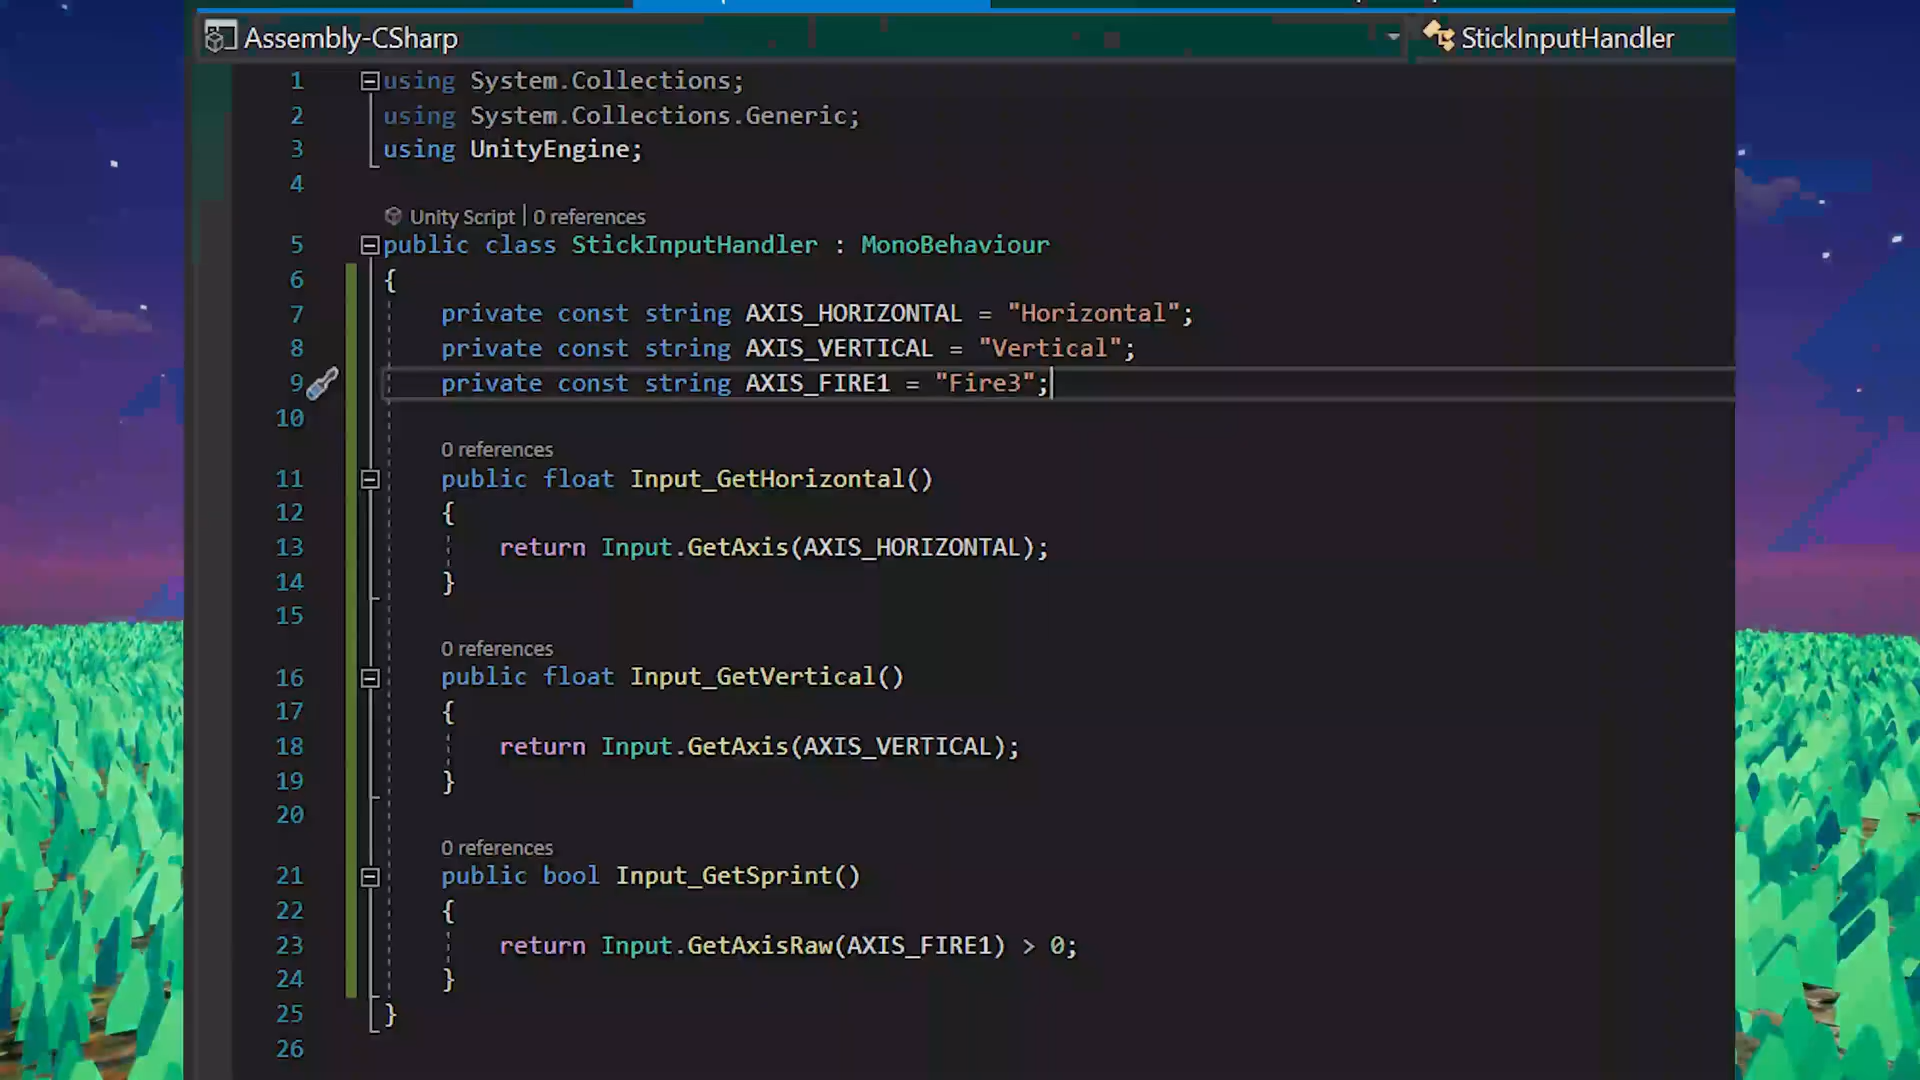 Assembly-CSharp
StickInputHandler
1 using System.Collections;
2 using System.Collections.Generic;
3 using UnityEngine;
4
Unity Script | 0 references
5 public class StickInputHandler : MonoBehaviour
6 {
7 private const string AXIS_HORIZONTAL = "Horizontal";
8 private const string AXIS_VERTICAL = "Vertical";
9 private const string AXIS_FIRE1 = "Fire3";
10
0 references
11 public float Input_GetHorizontal()
12 {
13 return Input.GetAxis(AXIS_HORIZONTAL);
14 }
15
0 references
16 public float Input_GetVertical()
17 {
18 return Input.GetAxis(AXIS_VERTICAL);
19 }
20
0 references
21 public bool Input_GetSprint()
22 {
23 return Input.GetAxisRaw(AXIS_FIRE1) > 0;
24 }
25 }
26